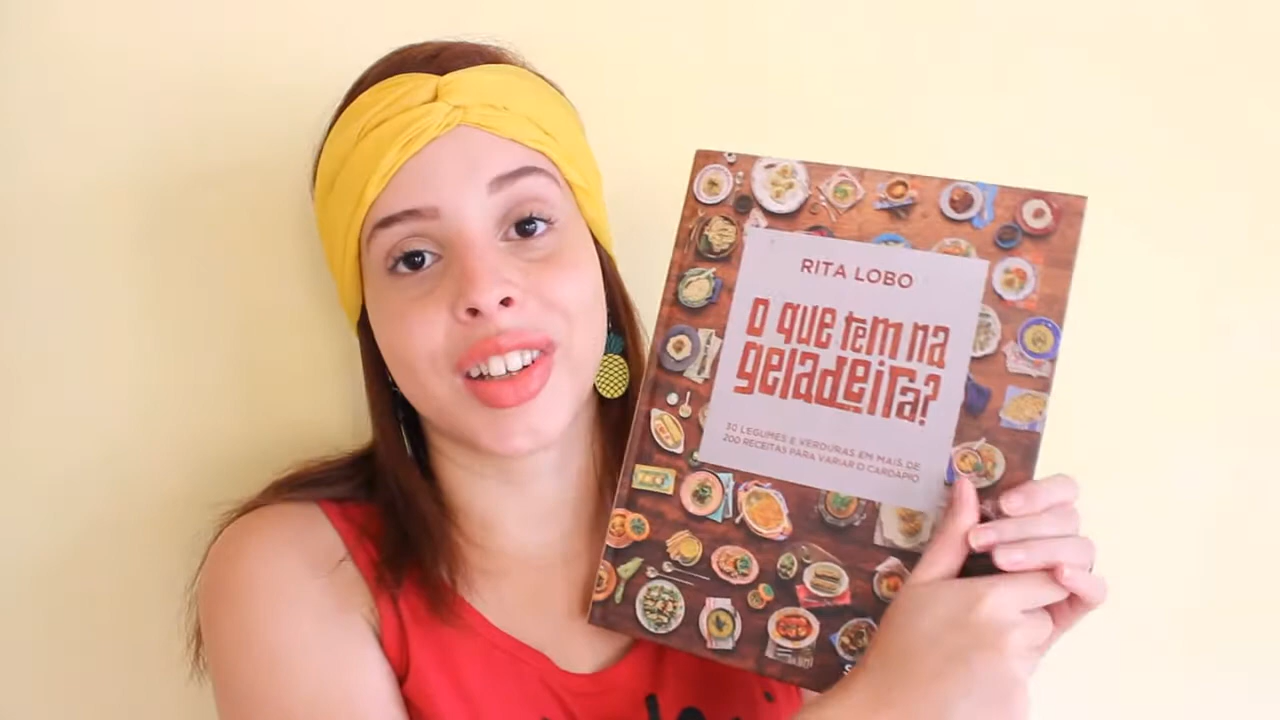 RITA LOBO
O que tem na
geladeira?
30 LEGUMES E VERDURAS EM MAIS DE
200 RECEITAS PARA VARIAR O CARDÁPIO